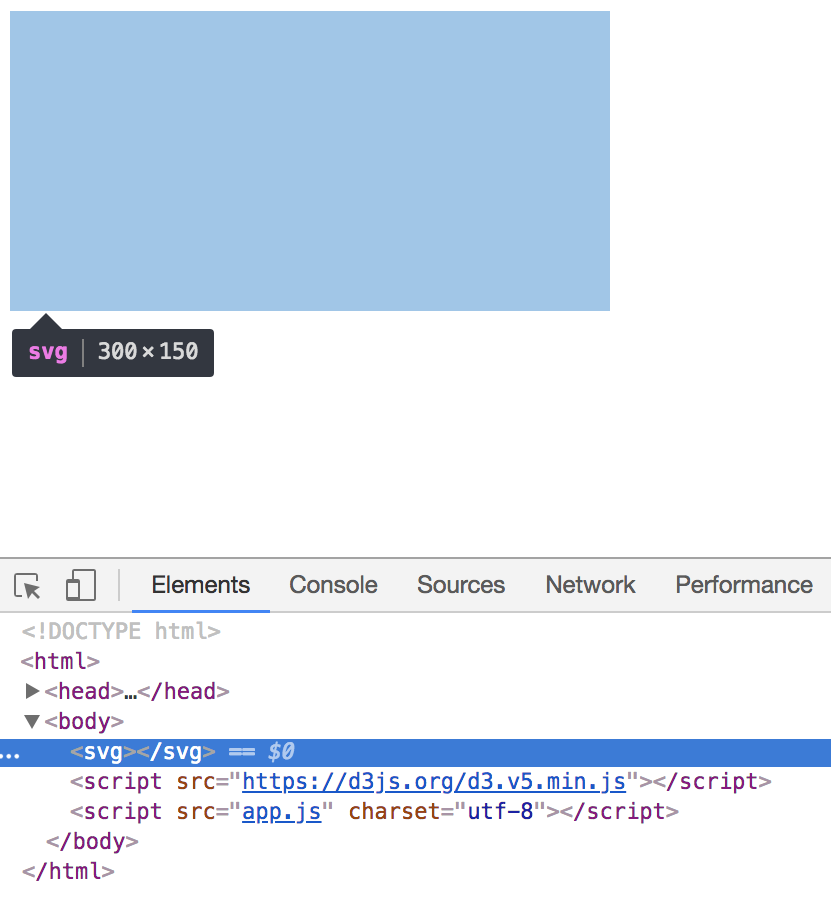 svg 300 × 150
Elements Console Sources Network Performance
<!DOCTYPE html>
<html>
▶<head>…</head>
▼<body>
… <svg></svg> == $0
<script src="https://d3js.org/d3.v5.min.js"></script>
<script src="app.js" charset="utf-8"></script>
</body>
</html>